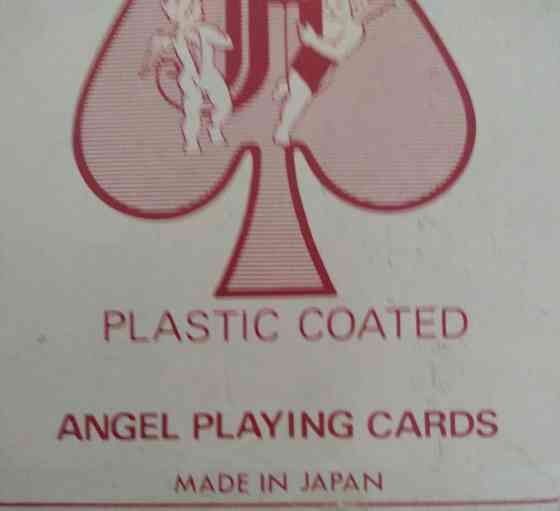 PLASTIC COATED
ANGEL PLAYING CARDS
MADE IN JAPAN